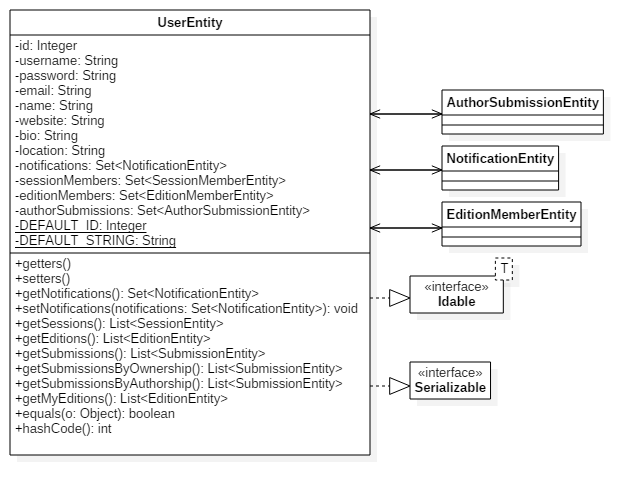 UserEntity
-id: Integer
-username: String
-password: String
-email: String
-name: String
-website: String
-bio: String
-location: String
-notifications: Set<NotificationEntity>
-sessionMembers: Set<SessionMemberEntity>
-editionMembers: Set<EditionMemberEntity>
-authorSubmissions: Set<AuthorSubmissionEntity>
-DEFAULT_ID: Integer
-DEFAULT_STRING: String
+getters()
+setters()
+getNotifications(): Set<NotificationEntity>
+setNotifications(notifications: Set<NotificationEntity>): void
+getSessions(): List<SessionEntity>
+getEditions(): List<EditionEntity>
+getSubmissions(): List<SubmissionEntity>
+getSubmissionsByOwnership(): List<SubmissionEntity>
+getSubmissionsByAuthorship(): List<SubmissionEntity>
+getMyEditions(): List<EditionEntity>
+equals(o: Object): boolean
+hashCode(): int
AuthorSubmissionEntity
NotificationEntity
EditionMemberEntity
T
«interface»
Idable
«interface»
Serializable